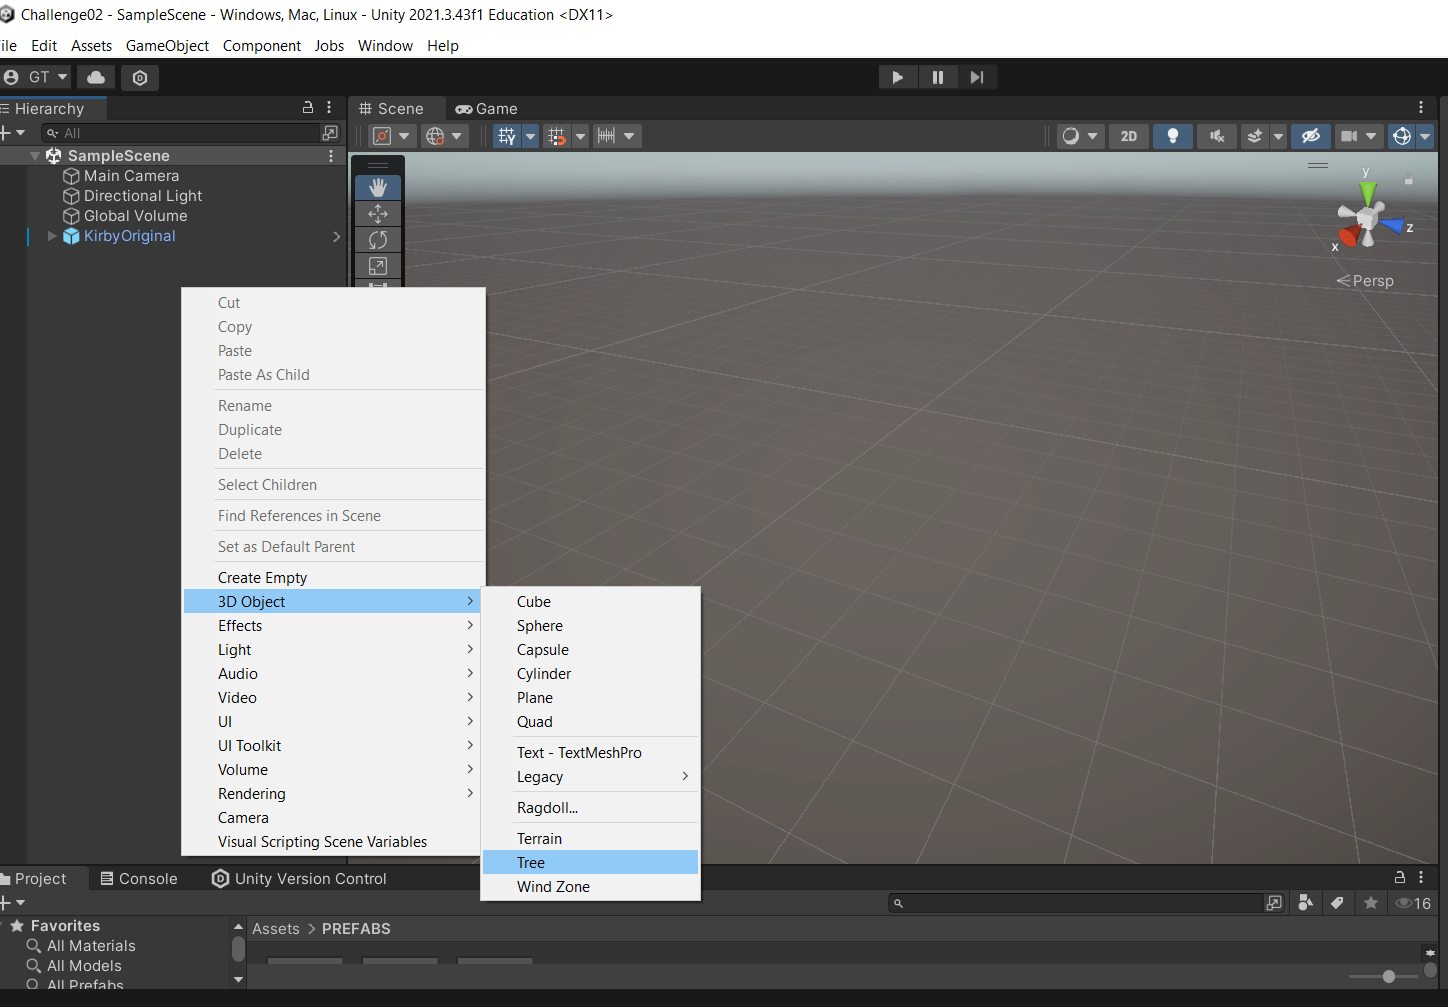 Challenge02 - SampleScene - Windows, Mac, Linux - Unity 2021.3.43f1 Education <DX11>
ile Edit Assets GameObject Component Jobs Window Help
GT
Hierarchy
All
SampleScene
Main Camera
Directional Light
Global Volume
KirbyOriginal
Scene Game
2D
y
z
x
Persp
Cut
Copy
Paste
Paste As Child
Rename
Duplicate
Delete
Select Children
Find References in Scene
Set as Default Parent
Create Empty
3D Object
Effects
Light
Audio
Video
UI
UI Toolkit
Volume
Rendering
Camera
Visual Scripting Scene Variables
Cube
Sphere
Capsule
Cylinder
Plane
Quad
Text - TextMeshPro
Legacy
Ragdoll...
Terrain
Tree
Wind Zone
Project Console Unity Version Control
16
Favorites
All Materials
All Models
All Prefabs
Assets > PREFABS